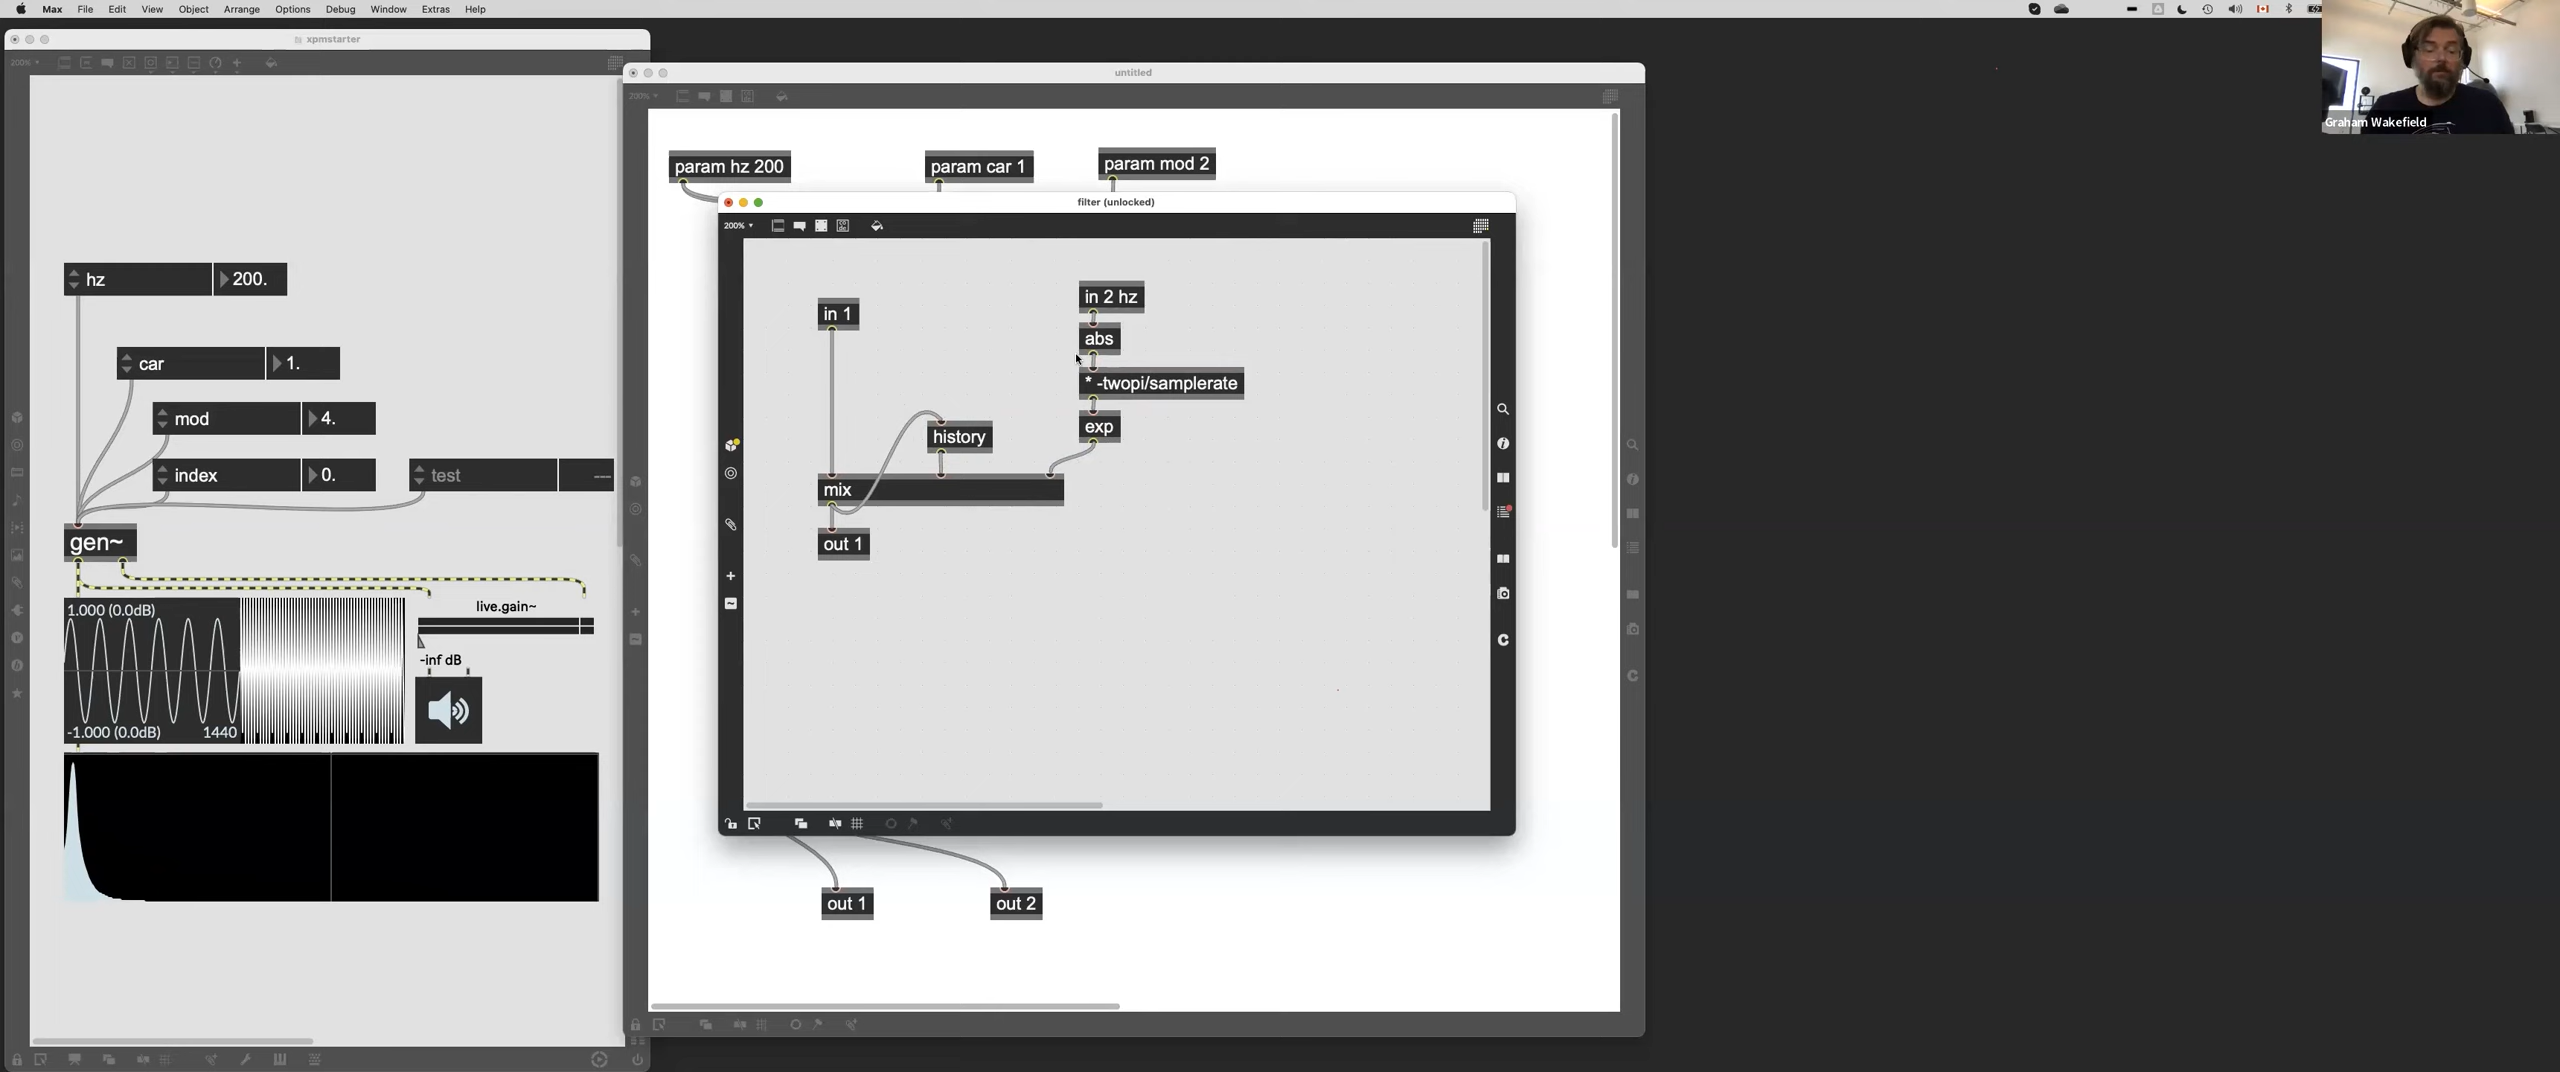 Max File Edit View Object Arrange Options Debug Window Extras Help
xpmstarter
200%
hz 200.
car 1.
mod 4.
index 0.
test
gen~
1.000 (0.0dB)
-1.000 (0.0dB) 1440
live.gain~
-inf dB
untitled
200%
param hz 200
param car 1
param mod 2
filter (unlocked)
200%
in 1
in 2 hz
abs
* -twopi/samplerate
exp
history
mix
out 1
out 1
out 2
Graham Wakefield